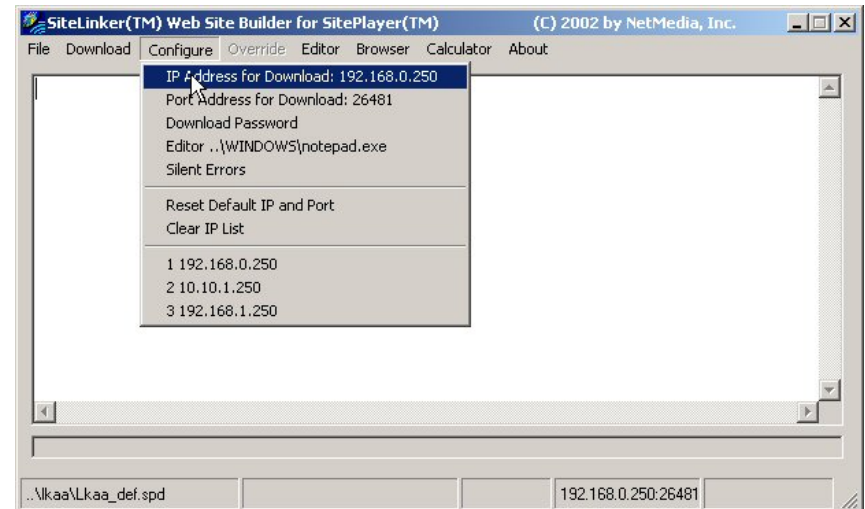 SiteLinker(TM) Web Site Builder for SitePlayer(TM) (C) 2002 by NetMedia, Inc.
File Download Configure Override Editor Browser Calculator About
IP Address for Download: 192.168.0.250
Port Address for Download: 26481
Download Password
Editor ..\WINDOWS\notepad.exe
Silent Errors
Reset Default IP and Port
Clear IP List
1 192.168.0.250
2 10.10.1.250
3 192.168.1.250
..\lkaa\Lkaa_def.spd 192.168.0.250:26481